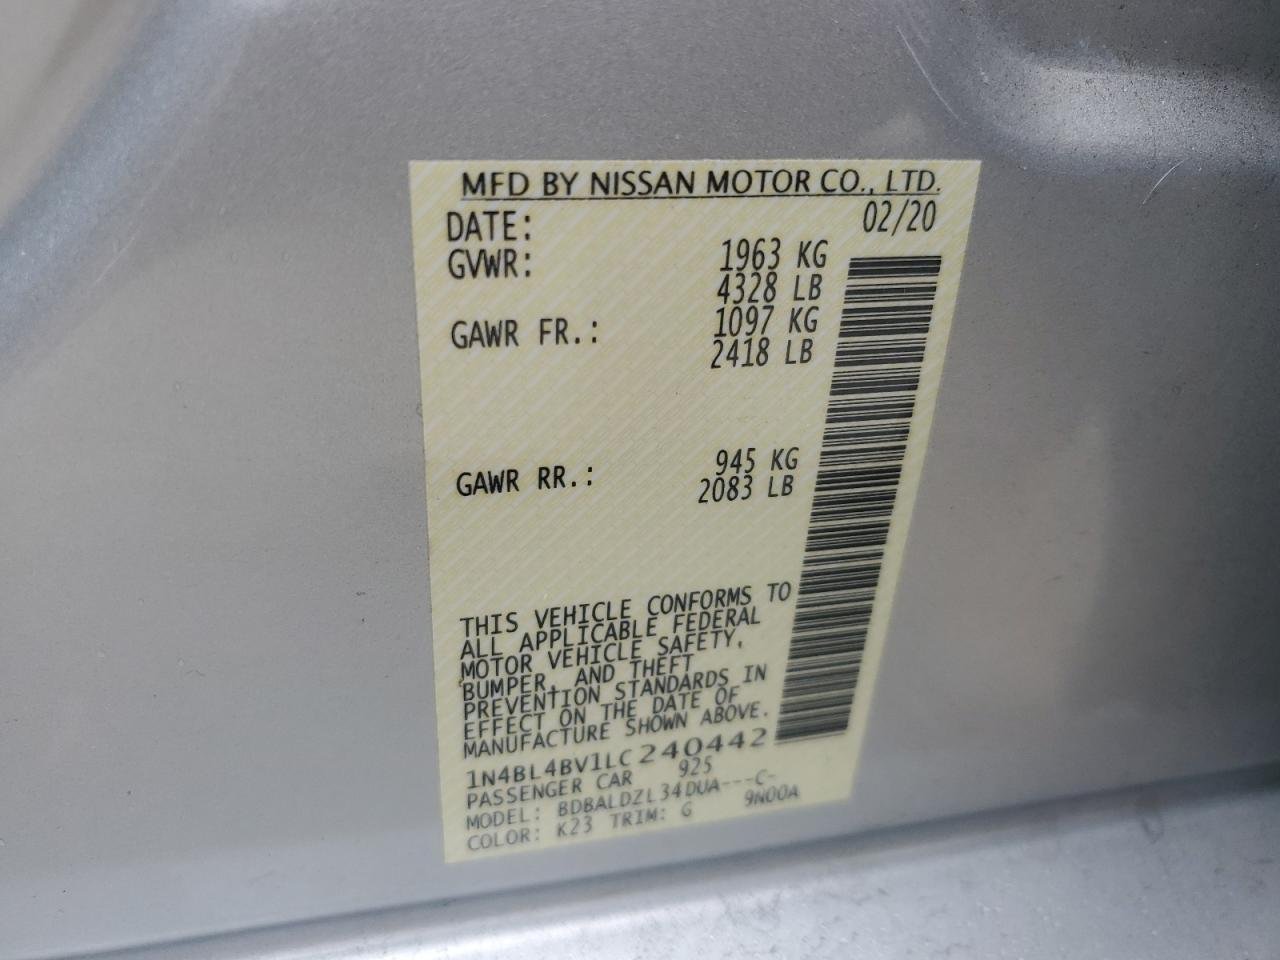 MFD BY NISSAN MOTOR CO., LTD.
DATE: 02/20
GVWR: 1963 KG
4328 LB
GAWR FR.: 1097 KG
2418 LB
GAWR RR.: 945 KG
2083 LB
THIS VEHICLE CONFORMS TO
ALL APPLICABLE FEDERAL
MOTOR VEHICLE SAFETY,
BUMPER, AND THEFT
PREVENTION STANDARDS IN
EFFECT ON THE DATE OF
MANUFACTURE SHOWN ABOVE.
1N4BL4BV1LC240442
PASSENGER CAR 925
MODEL: BDBALDZL34DUA---C-
COLOR: K23 TRIM: G 9N00A